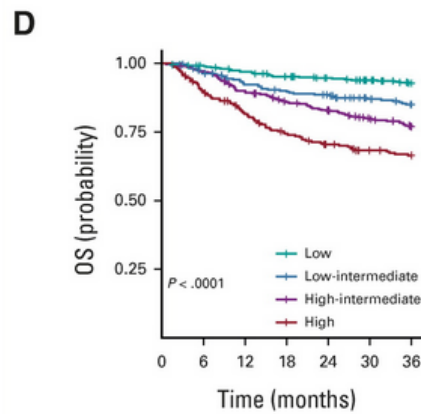 D
OS (probability)
1.00
0.75
0.50
0.25
P < .0001
Low
Low-intermediate
High-intermediate
High
0 6 12 18 24 30 36
Time (months)